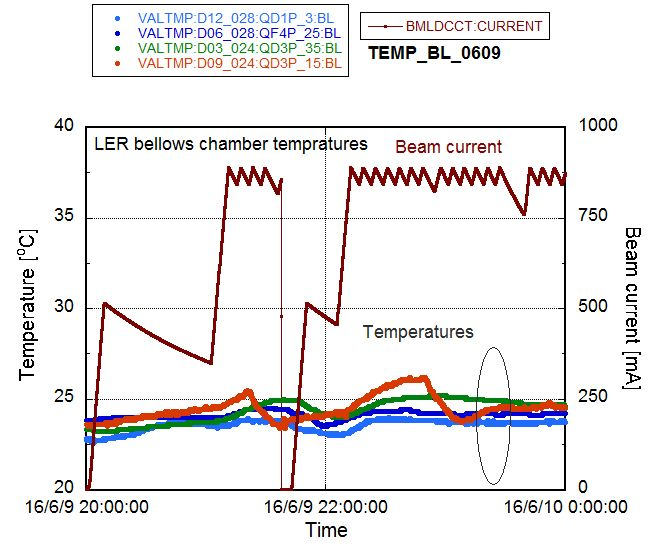 VALTMP:D12_028:QD1P_3:BL
VALTMP:D06_028:QF4P_25:BL
VALTMP:D03_024:QD3P_35:BL
VALTMP:D09_024:QD3P_15:BL
BMLDCCT:CURRENT
TEMP_BL_0609
LER bellows chamber tempratures
Beam current
Temperatures
Temperature [°C]
40
35
30
25
20
Beam current [mA]
1000
750
500
250
0
16/6/9 20:00:00 16/6/9 22:00:00 16/6/10 0:00:00
Time